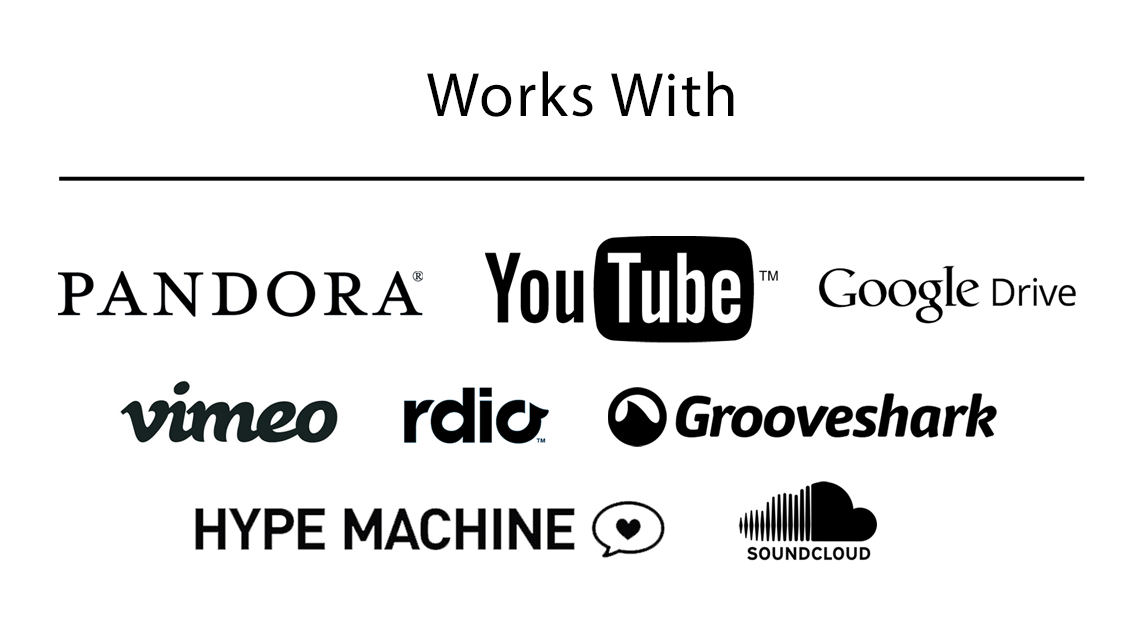 Works With
PANDORA® YouTube™ Google Drive
vimeo rdio™ Grooveshark
HYPE MACHINE SOUNDCLOUD